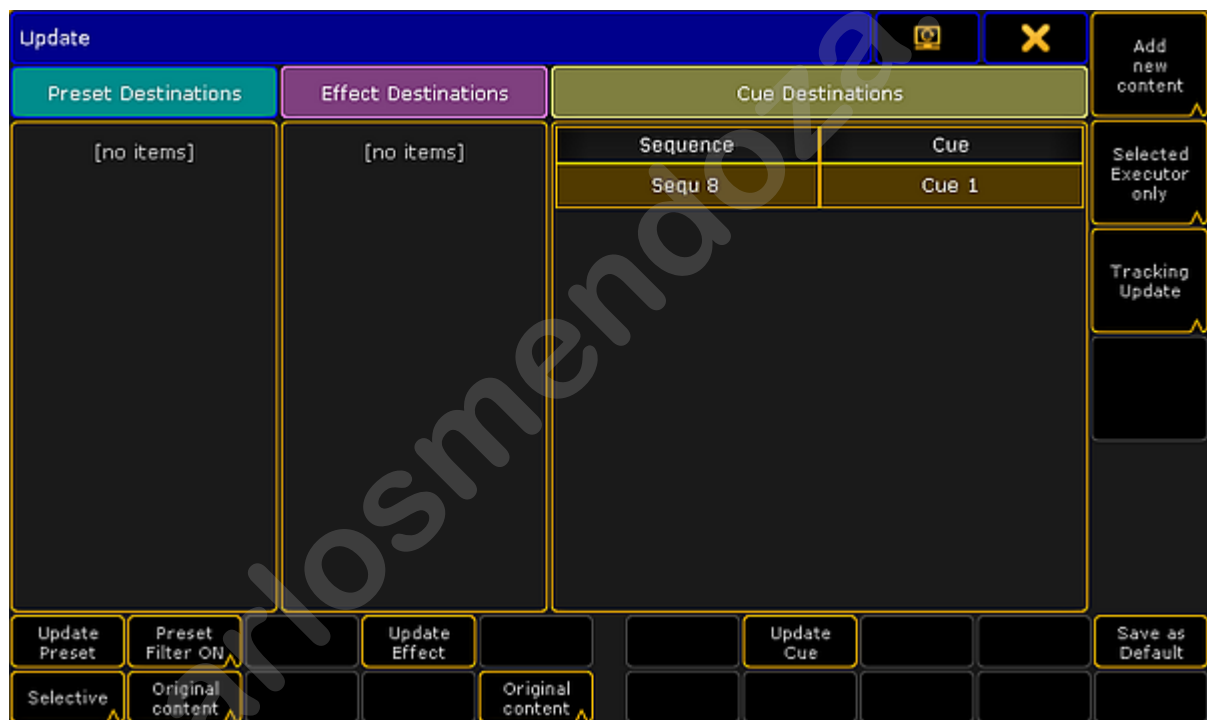 Update
Preset Destinations
Effect Destinations
Cue Destinations
[no items]
[no items]
Sequence
Cue
Sequ 8
Cue 1
Add
new
content
Selected
Executor
only
Tracking
Update
Update
Preset
Preset
Filter ON
Update
Effect
Update
Cue
Save as
Default
Selective
Original
content
Original
content
arlosmendoza.